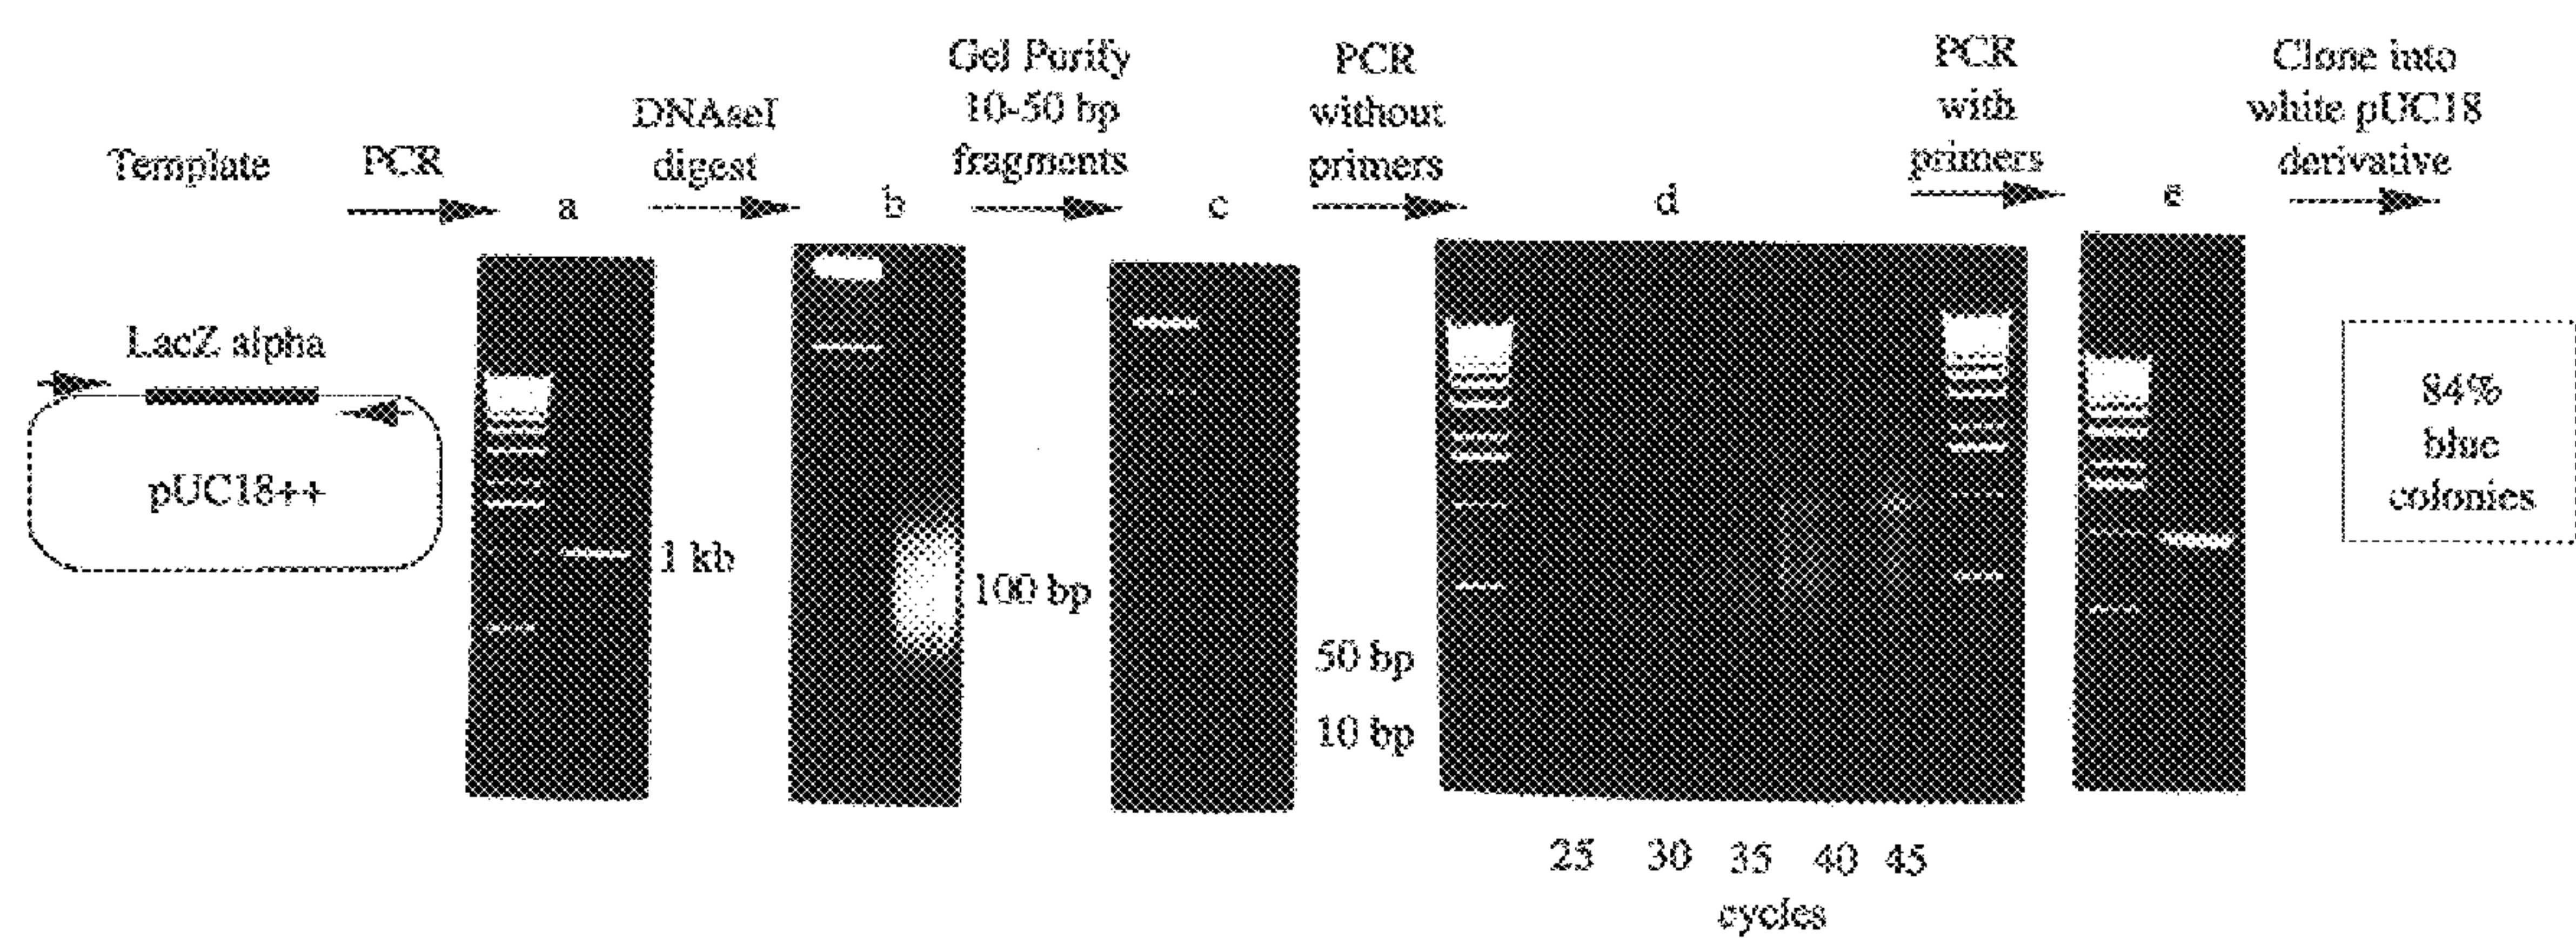 Template
PCR
DNAseI
digest
Gel Purify
10-50 bp
fragments
PCR
without
primers
PCR
with
primers
Clone into
white pUC18
derivative
a
b
c
d
e
LacZ alpha
pUC18++
1 kb
100 bp
50 bp
10 bp
84%
blue
colonies
25 30 35 40 45
cycles